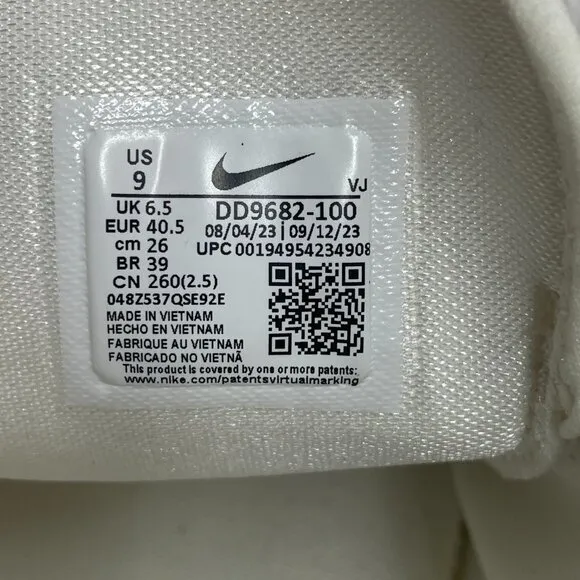 US
9
VJ
UK 6.5
DD9682-100
EUR 40.5
08/04/23 | 09/12/23
cm 26
UPC 00194954234908
BR 39
CN 260(2.5)
048Z537QSE92E
MADE IN VIETNAM
HECHO EN VIETNAM
FABRIQUE AU VIETNAM
FABRICADO NO VIETNÃ
This product is covered by one or more patents:
www.nike.com/patentsvirtualmarking